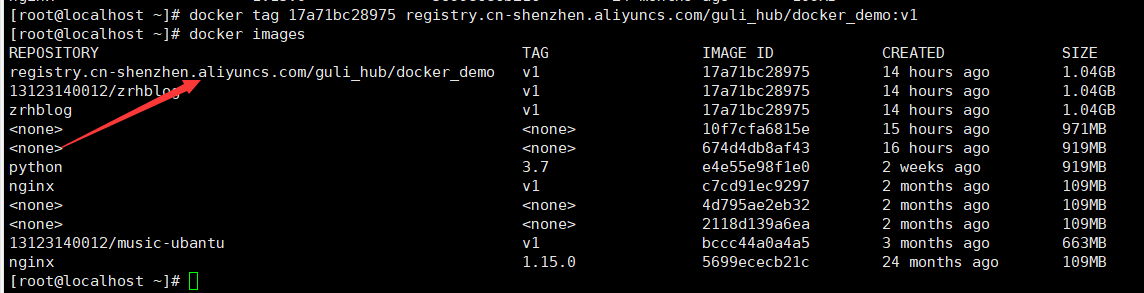 [root@localhost ~]# docker tag 17a71bc28975 registry.cn-shenzhen.aliyuncs.com/guli_hub/docker_demo:v1
[root@localhost ~]# docker images
REPOSITORY TAG IMAGE ID CREATED SIZE
registry.cn-shenzhen.aliyuncs.com/guli_hub/docker_demo v1 17a71bc28975 14 hours ago 1.04GB
13123140012/zrhblog v1 17a71bc28975 14 hours ago 1.04GB
zrhblog v1 17a71bc28975 14 hours ago 1.04GB
<none> <none> 10f7cfa6815e 15 hours ago 971MB
<none> <none> 674d4db8af43 16 hours ago 919MB
python 3.7 e4e55e98f1e0 2 weeks ago 919MB
nginx v1 c7cd91ec9297 2 months ago 109MB
<none> <none> 4d795ae2eb32 2 months ago 109MB
<none> <none> 2118d139a6ea 2 months ago 109MB
13123140012/music-ubantu v1 bccc44a0a4a5 3 months ago 663MB
nginx 1.15.0 5699ececb21c 24 months ago 109MB
[root@localhost ~]#